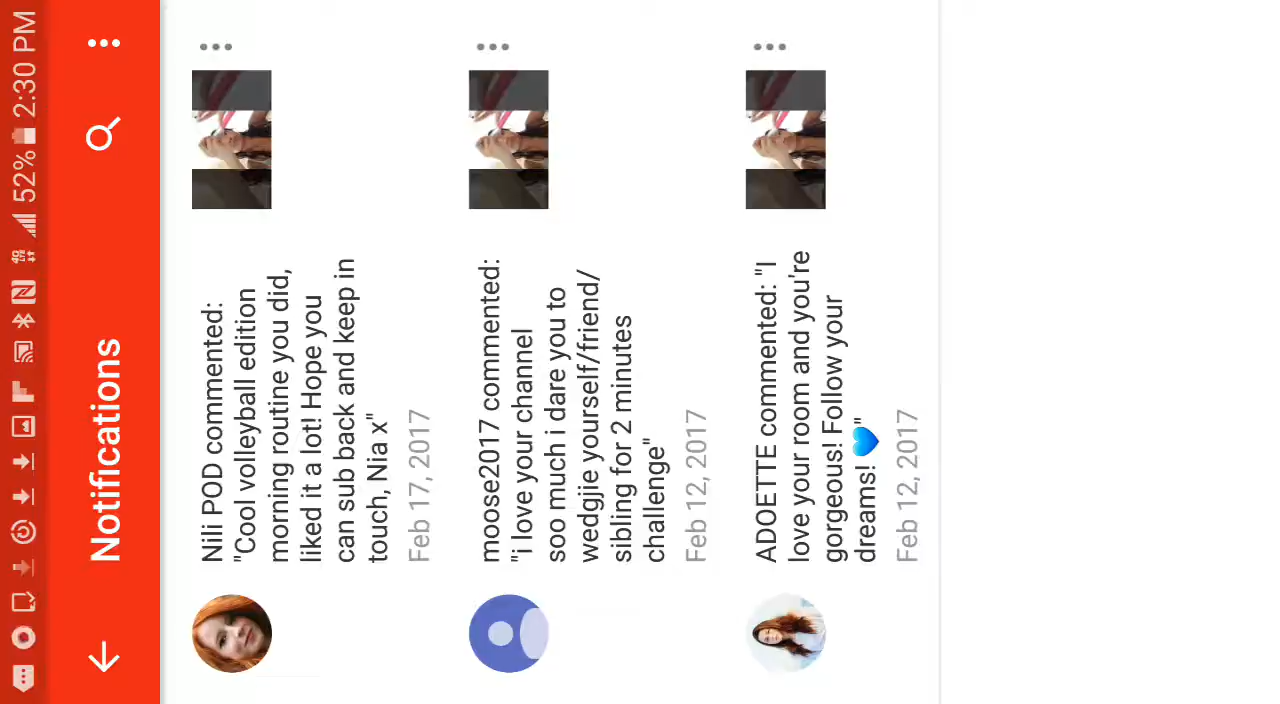 52% 2:30 PM
Notifications
Nili POD commented:
"Cool volleyball edition
morning routine you did,
liked it a lot! Hope you
can sub back and keep in
touch, Nia x"
Feb 17, 2017
moose2017 commented:
"i love your channel
soo much i dare you to
wedgjie yourself/friend/
sibling for 2 minutes
challenge"
Feb 12, 2017
ADOETTE commented: "I
love your room and you're
gorgeous! Follow your
dreams! 💙"
Feb 12, 2017